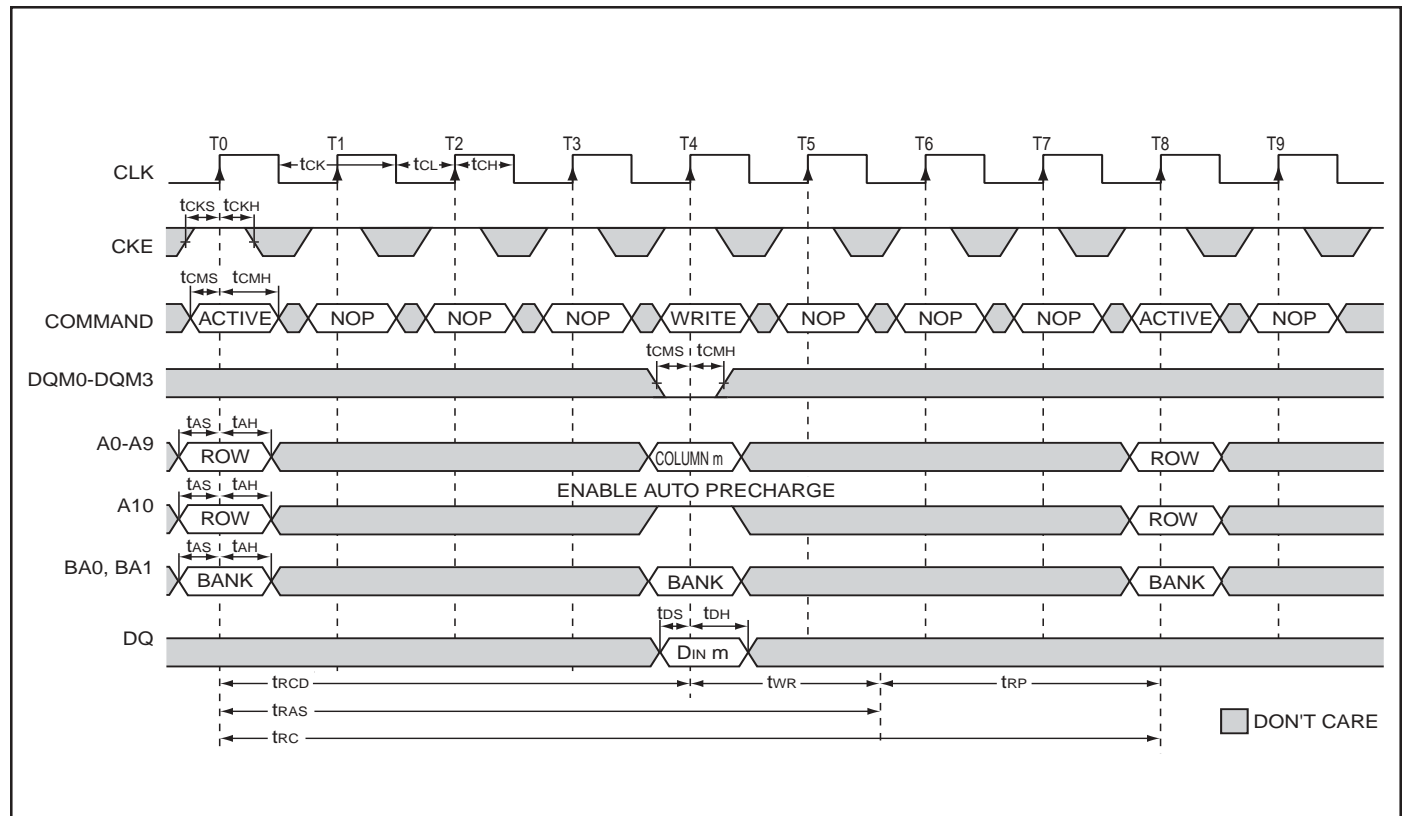 T0 T1 T2 T3 T4 T5 T6 T7 T8 T9
CLK tCK tCL tCH
tCKS tCKH
CKE
tCMS tCMH
COMMAND ACTIVE NOP NOP NOP WRITE NOP NOP NOP ACTIVE NOP
tCMS tCMH
DQM0-DQM3
tAS tAH
A0-A9 ROW COLUMN m ROW
tAS tAH ENABLE AUTO PRECHARGE
A10 ROW ROW
tAS tAH
BA0, BA1 BANK BANK BANK
tDS tDH
DQ DIN m
tRCD tWR tRP
tRAS
DON'T CARE
tRC